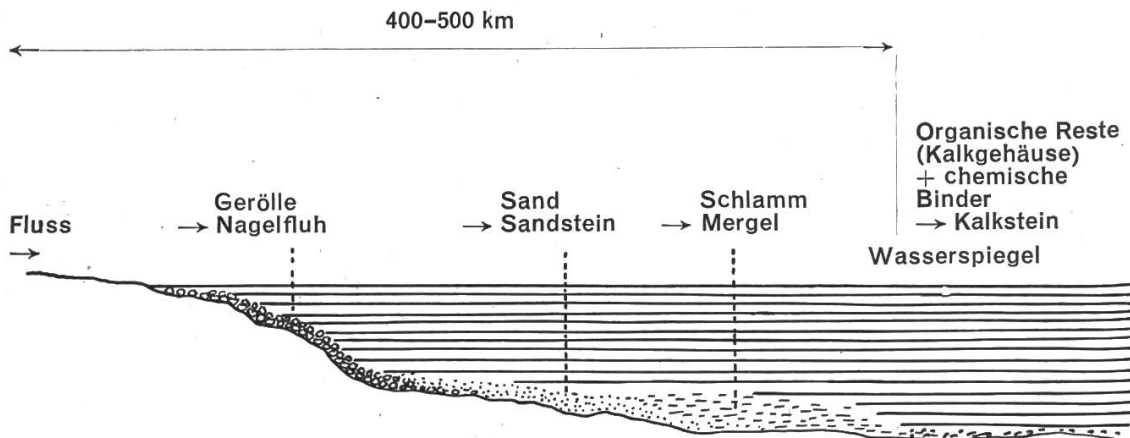 400–500 km
Fluss
→
Gerölle
→ Nagelfluh
Sand
→ Sandstein
Schlamm
→ Mergel
Organische Reste
(Kalkgehäuse)
+ chemische
Binder
→ Kalkstein
Wasserspiegel